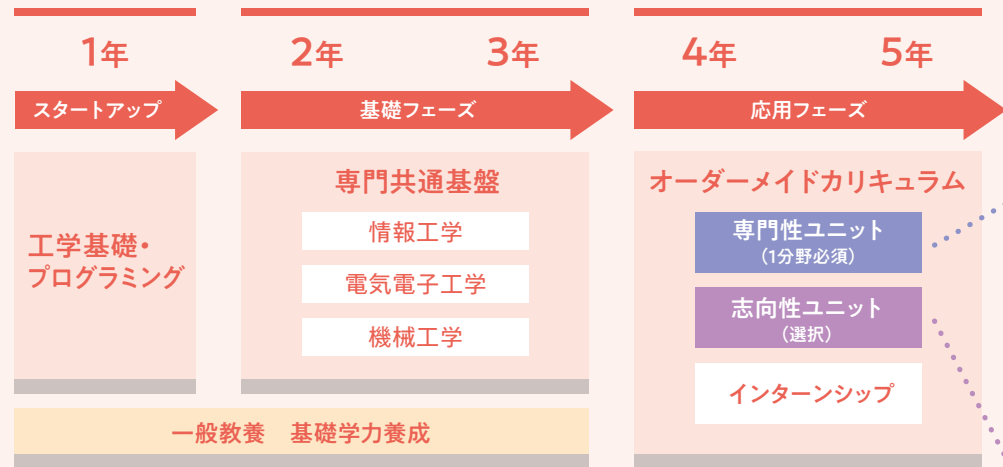 1年
2年
3年
4年
5年
スタートアップ
基礎フェーズ
応用フェーズ
工学基礎・
プログラミング
専門共通基盤
情報工学
電気電子工学
機械工学
オーダーメイドカリキュラム
専門性ユニット
（1分野必須）
志向性ユニット
（選択）
インターンシップ
一般教養　基礎学力養成